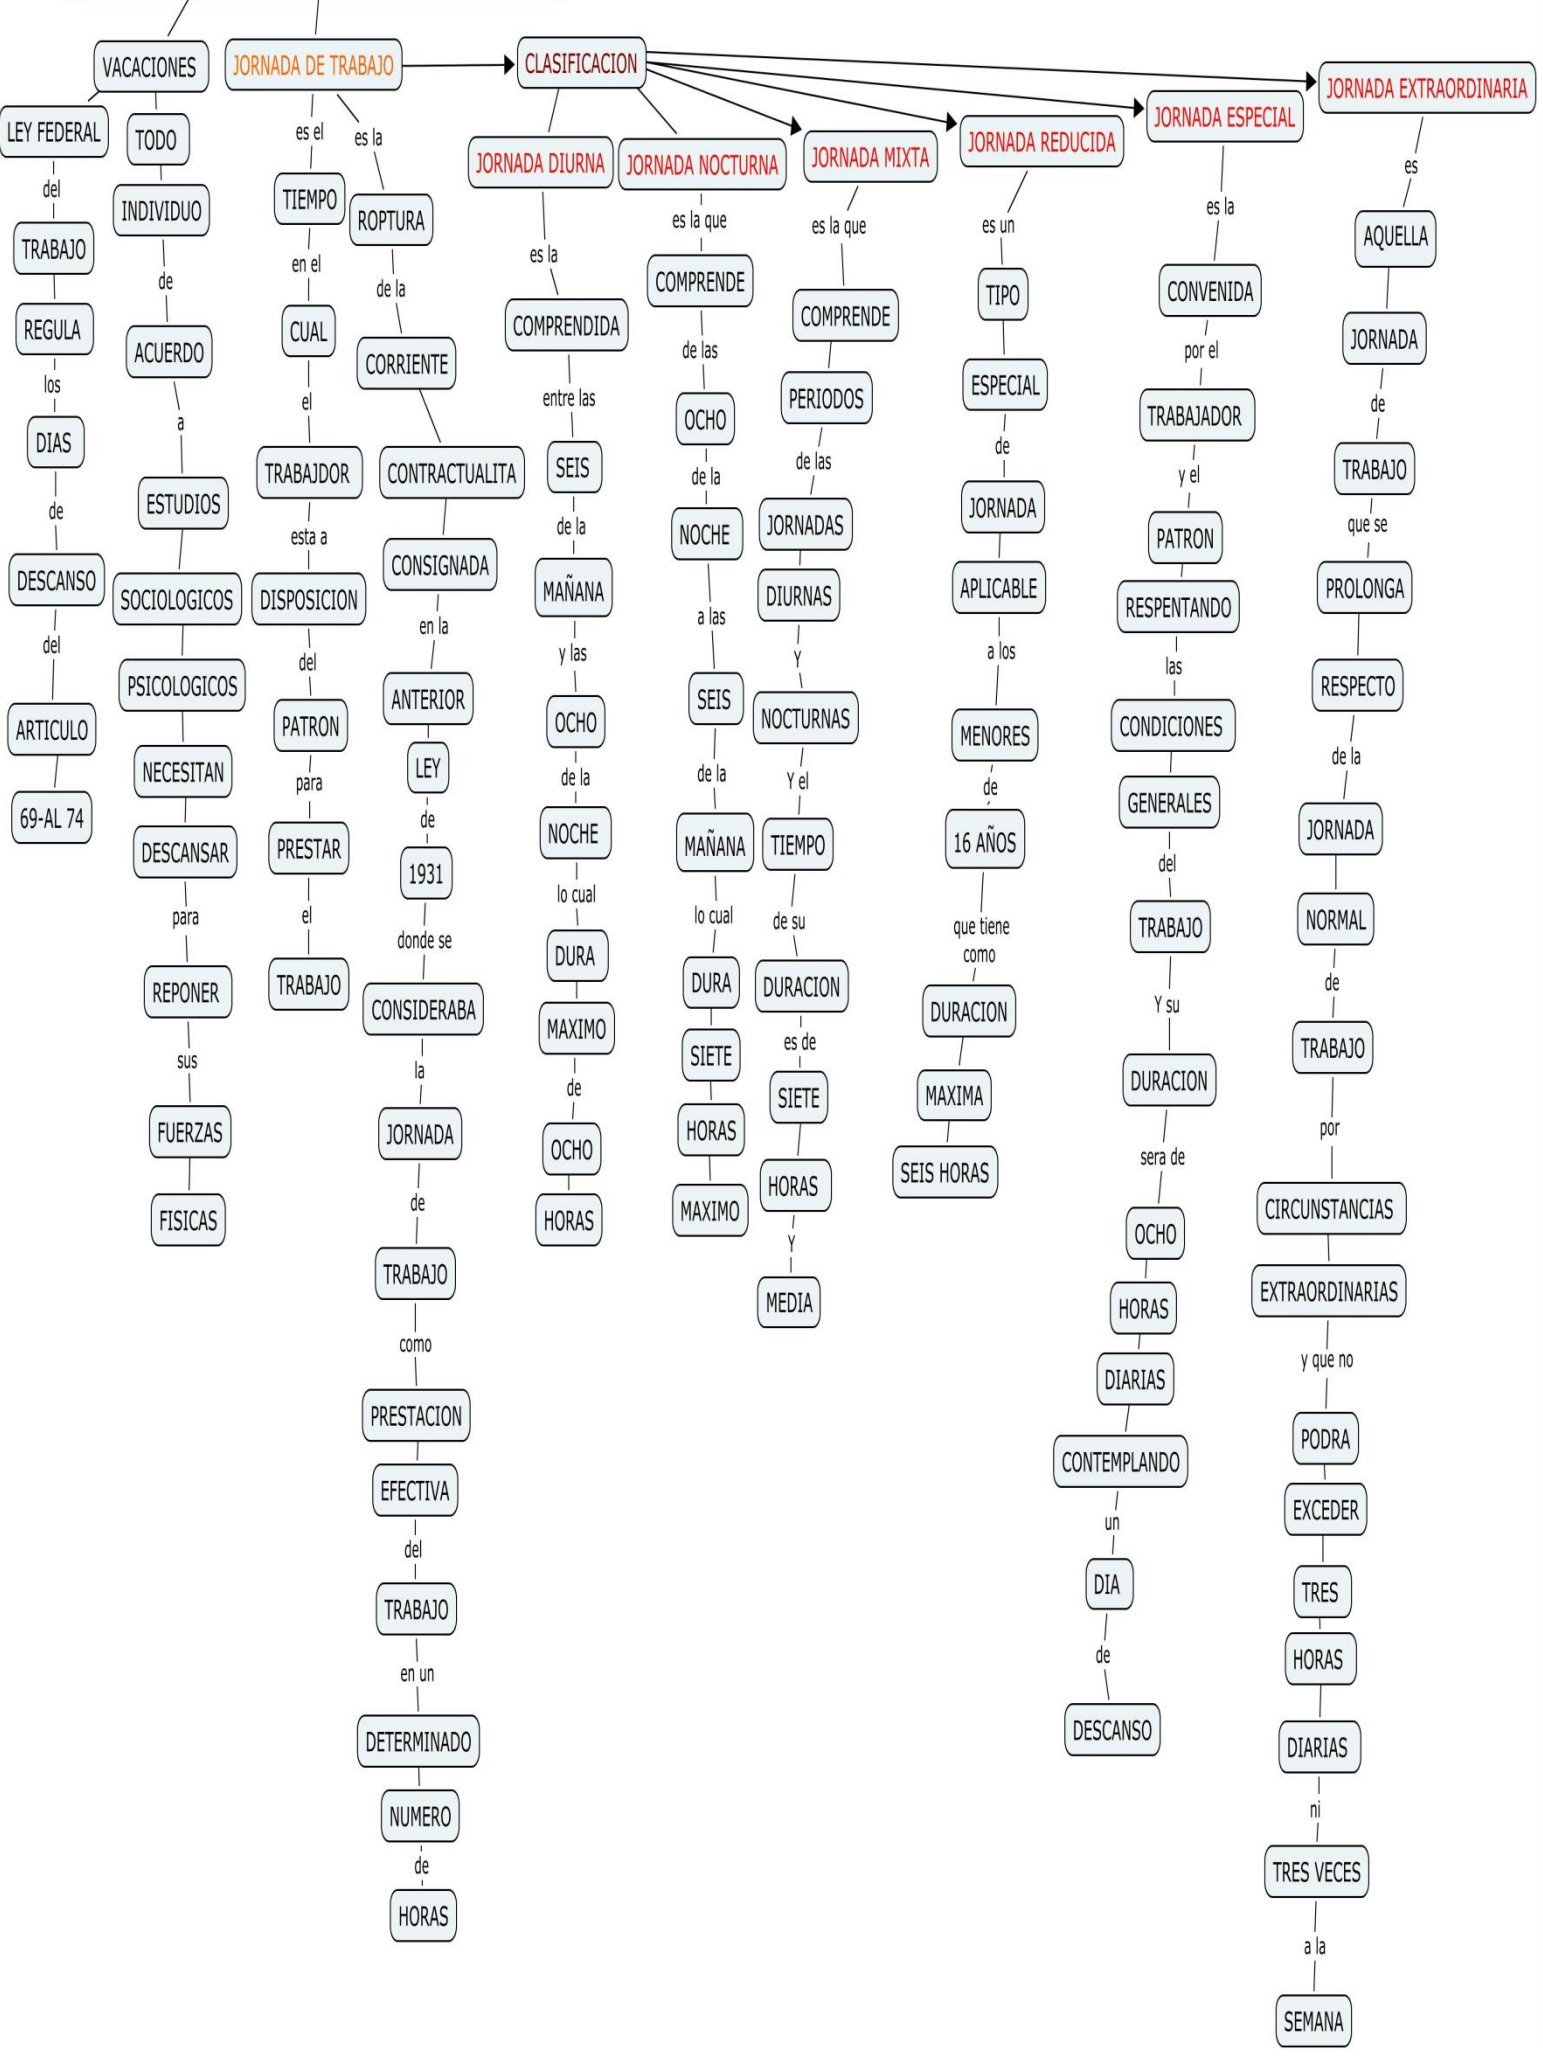 VACACIONES
LEY FEDERAL
del
TRABAJO
REGULA
los
DIAS
de
DESCANSO
del
ARTICULO
69-AL 74
TODO
INDIVIDUO
de
ACUERDO
a
ESTUDIOS
SOCIOLOGICOS
PSICOLOGICOS
NECESITAN
DESCANSAR
para
REPONER
sus
FUERZAS
FISICAS
JORNADA DE TRABAJO
es el
TIEMPO
en el
CUAL
el
TRABAJDOR
esta a
DISPOSICION
del
PATRON
para
PRESTAR
el
TRABAJO
es la
ROPTURA
de la
CORRIENTE
CONTRACTUALITA
CONSIGNADA
en la
ANTERIOR
LEY
de
1931
donde se
CONSIDERABA
la
JORNADA
de
TRABAJO
como
PRESTACION
EFECTIVA
del
TRABAJO
en un
DETERMINADO
NUMERO
de
HORAS
CLASIFICACION
JORNADA DIURNA
es la
COMPRENDIDA
entre las
SEIS
de la
MAÑANA
y las
OCHO
de la
NOCHE
lo cual
DURA
MAXIMO
de
OCHO
HORAS
JORNADA NOCTURNA
es la que
COMPRENDE
de las
OCHO
de la
NOCHE
a las
SEIS
de la
MAÑANA
lo cual
DURA
SIETE
HORAS
MAXIMO
JORNADA MIXTA
es la que
COMPRENDE
PERIODOS
de las
JORNADAS
DIURNAS
Y
NOCTURNAS
Y el
TIEMPO
de su
DURACION
es de
SIETE
HORAS
Y
MEDIA
JORNADA REDUCIDA
es un
TIPO
ESPECIAL
de
JORNADA
APLICABLE
a los
MENORES
de
16 AÑOS
que tiene
como
DURACION
MAXIMA
SEIS HORAS
JORNADA ESPECIAL
es la
CONVENIDA
por el
TRABAJADOR
y el
PATRON
RESPENTANDO
las
CONDICIONES
GENERALES
del
TRABAJO
Y su
DURACION
sera de
OCHO
HORAS
DIARIAS
CONTEMPLANDO
un
DIA
de
DESCANSO
JORNADA EXTRAORDINARIA
es
AQUELLA
JORNADA
de
TRABAJO
que se
PROLONGA
RESPECTO
de la
JORNADA
NORMAL
de
TRABAJO
por
CIRCUNSTANCIAS
EXTRAORDINARIAS
y que no
PODRA
EXCEDER
TRES
HORAS
DIARIAS
ni
TRES VECES
a la
SEMANA